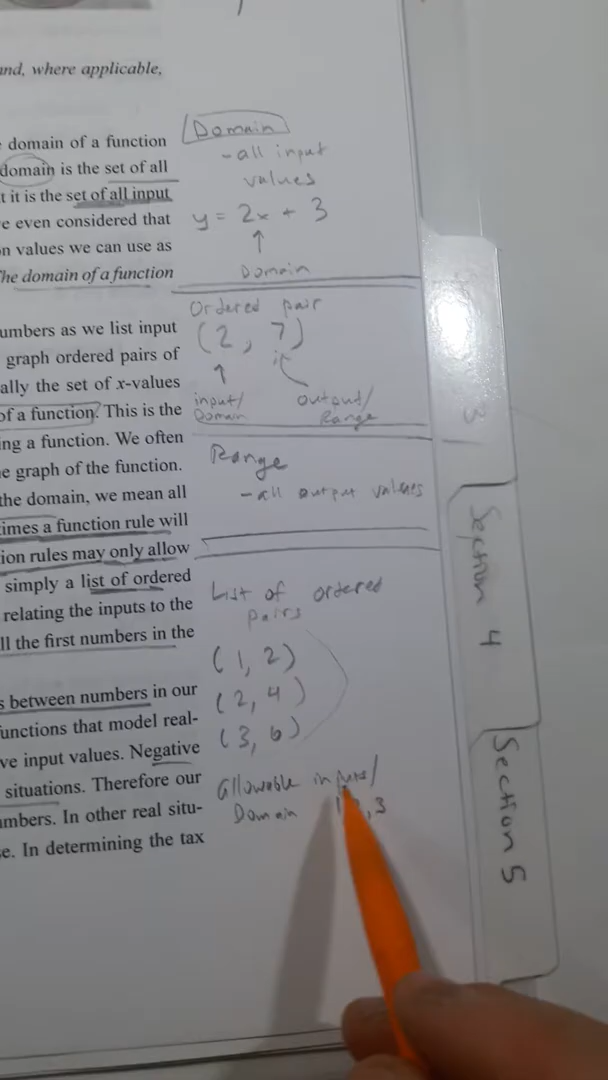 and, where applicable,
domain of a function
domain is the set of all
t it is the set of all input
e even considered that
on values we can use as
The domain of a function
umbers as we list input
graph ordered pairs of
ally the set of x-values
of a function. This is the
ng a function. We often
e graph of the function.
the domain, we mean all
times a function rule will
ion rules may only allow
simply a list of ordered
relating the inputs to the
ll the first numbers in the
s between numbers in our
functions that model real-
ve input values. Negative
situations. Therefore our
umbers. In other real situ-
e. In determining the tax
Domain
- all input
values
y = 2x + 3
↑
Domain
Ordered pair
(2, 7)
↑
input/
Domain
output/
Range
Range
- all output values
List of ordered
pairs
(1, 2)
(2, 4)
(3, 6)
Allowable inputs/
Domain 1, 2, 3
3
Section 4
Section 5